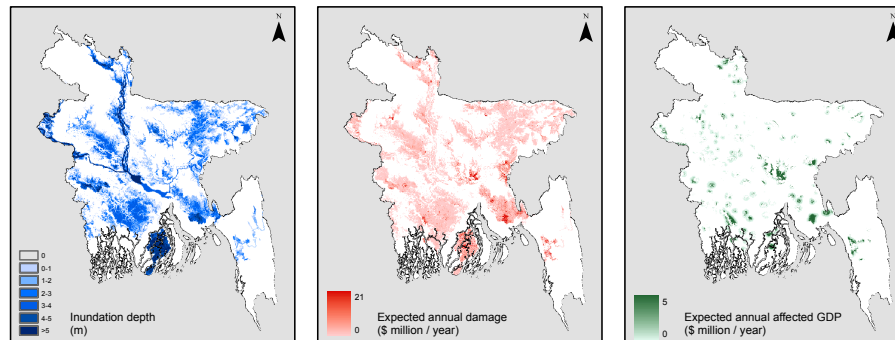 N
0
0-1
1-2
2-3
3-4
4-5
>5
Inundation depth
(m)
N
21
0
Expected annual damage
($ million / year)
N
5
0
Expected annual affected GDP
($ million / year)